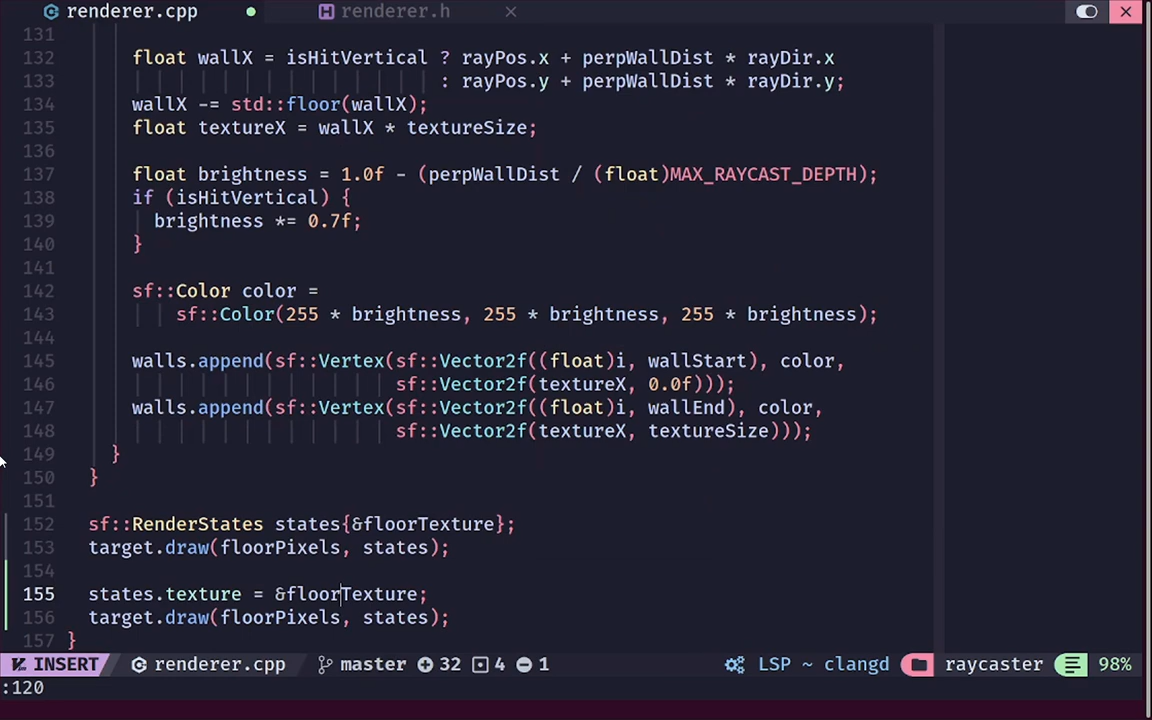 renderer.cpp
renderer.h
131
132 float wallX = isHitVertical ? rayPos.x + perpWallDist * rayDir.x
133 : rayPos.y + perpWallDist * rayDir.y;
134 wallX -= std::floor(wallX);
135 float textureX = wallX * textureSize;
136
137 float brightness = 1.0f - (perpWallDist / (float)MAX_RAYCAST_DEPTH);
138 if (isHitVertical) {
139 brightness *= 0.7f;
140 }
141
142 sf::Color color =
143 sf::Color(255 * brightness, 255 * brightness, 255 * brightness);
144
145 walls.append(sf::Vertex(sf::Vector2f((float)i, wallStart), color,
146 sf::Vector2f(textureX, 0.0f)));
147 walls.append(sf::Vertex(sf::Vector2f((float)i, wallEnd), color,
148 sf::Vector2f(textureX, textureSize)));
149 }
150 }
151
152 sf::RenderStates states{&floorTexture};
153 target.draw(floorPixels, states);
154
155 states.texture = &floorTexture;
156 target.draw(floorPixels, states);
157 }
INSERT renderer.cpp master 32 4 1 LSP ~ clangd raycaster 98%
:120